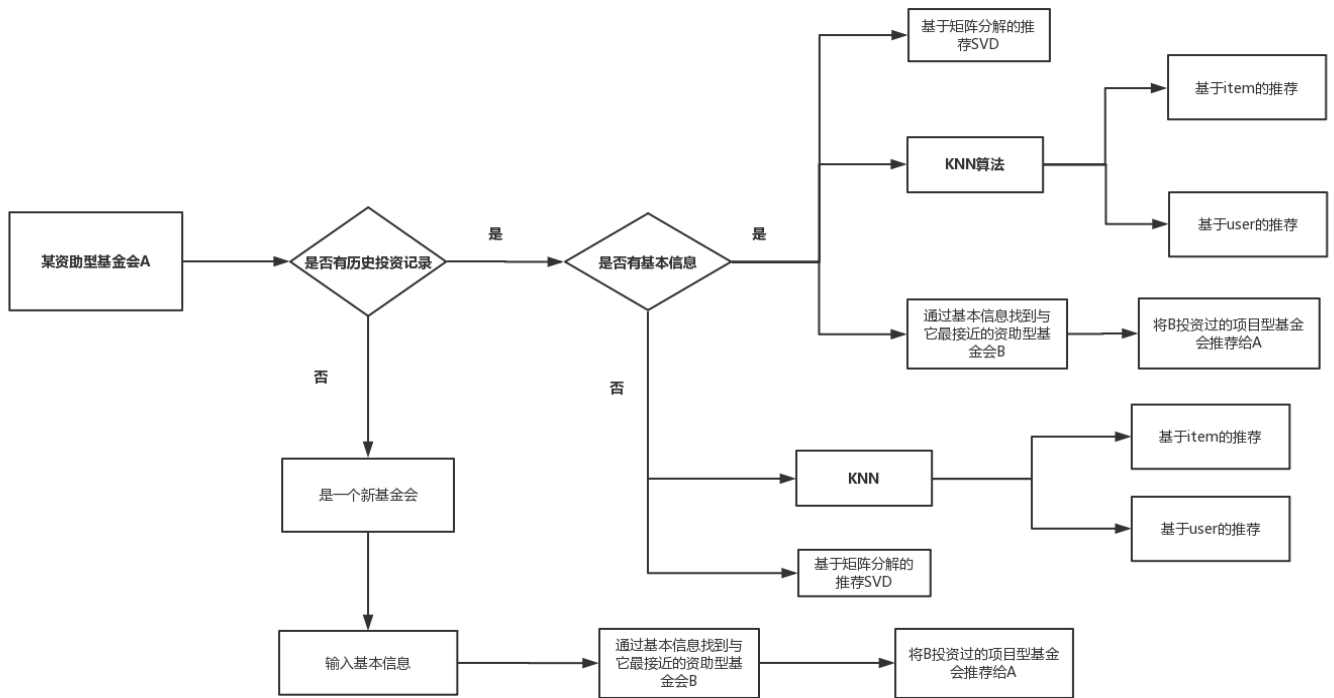 基于矩阵分解的推
荐SVD
基于item的推荐
KNN算法
基于user的推荐
某资助型基金会A
是否有历史投资记录
是
是否有基本信息
是
通过基本信息找到与
它最接近的资助型基
金会B
将B投资过的项目型基金
会推荐给A
否
否
基于item的推荐
KNN
是一个新基金会
基于user的推荐
基于矩阵分解的
推荐SVD
输入基本信息
通过基本信息找到与
它最接近的资助型基
金会B
将B投资过的项目型基金
会推荐给A